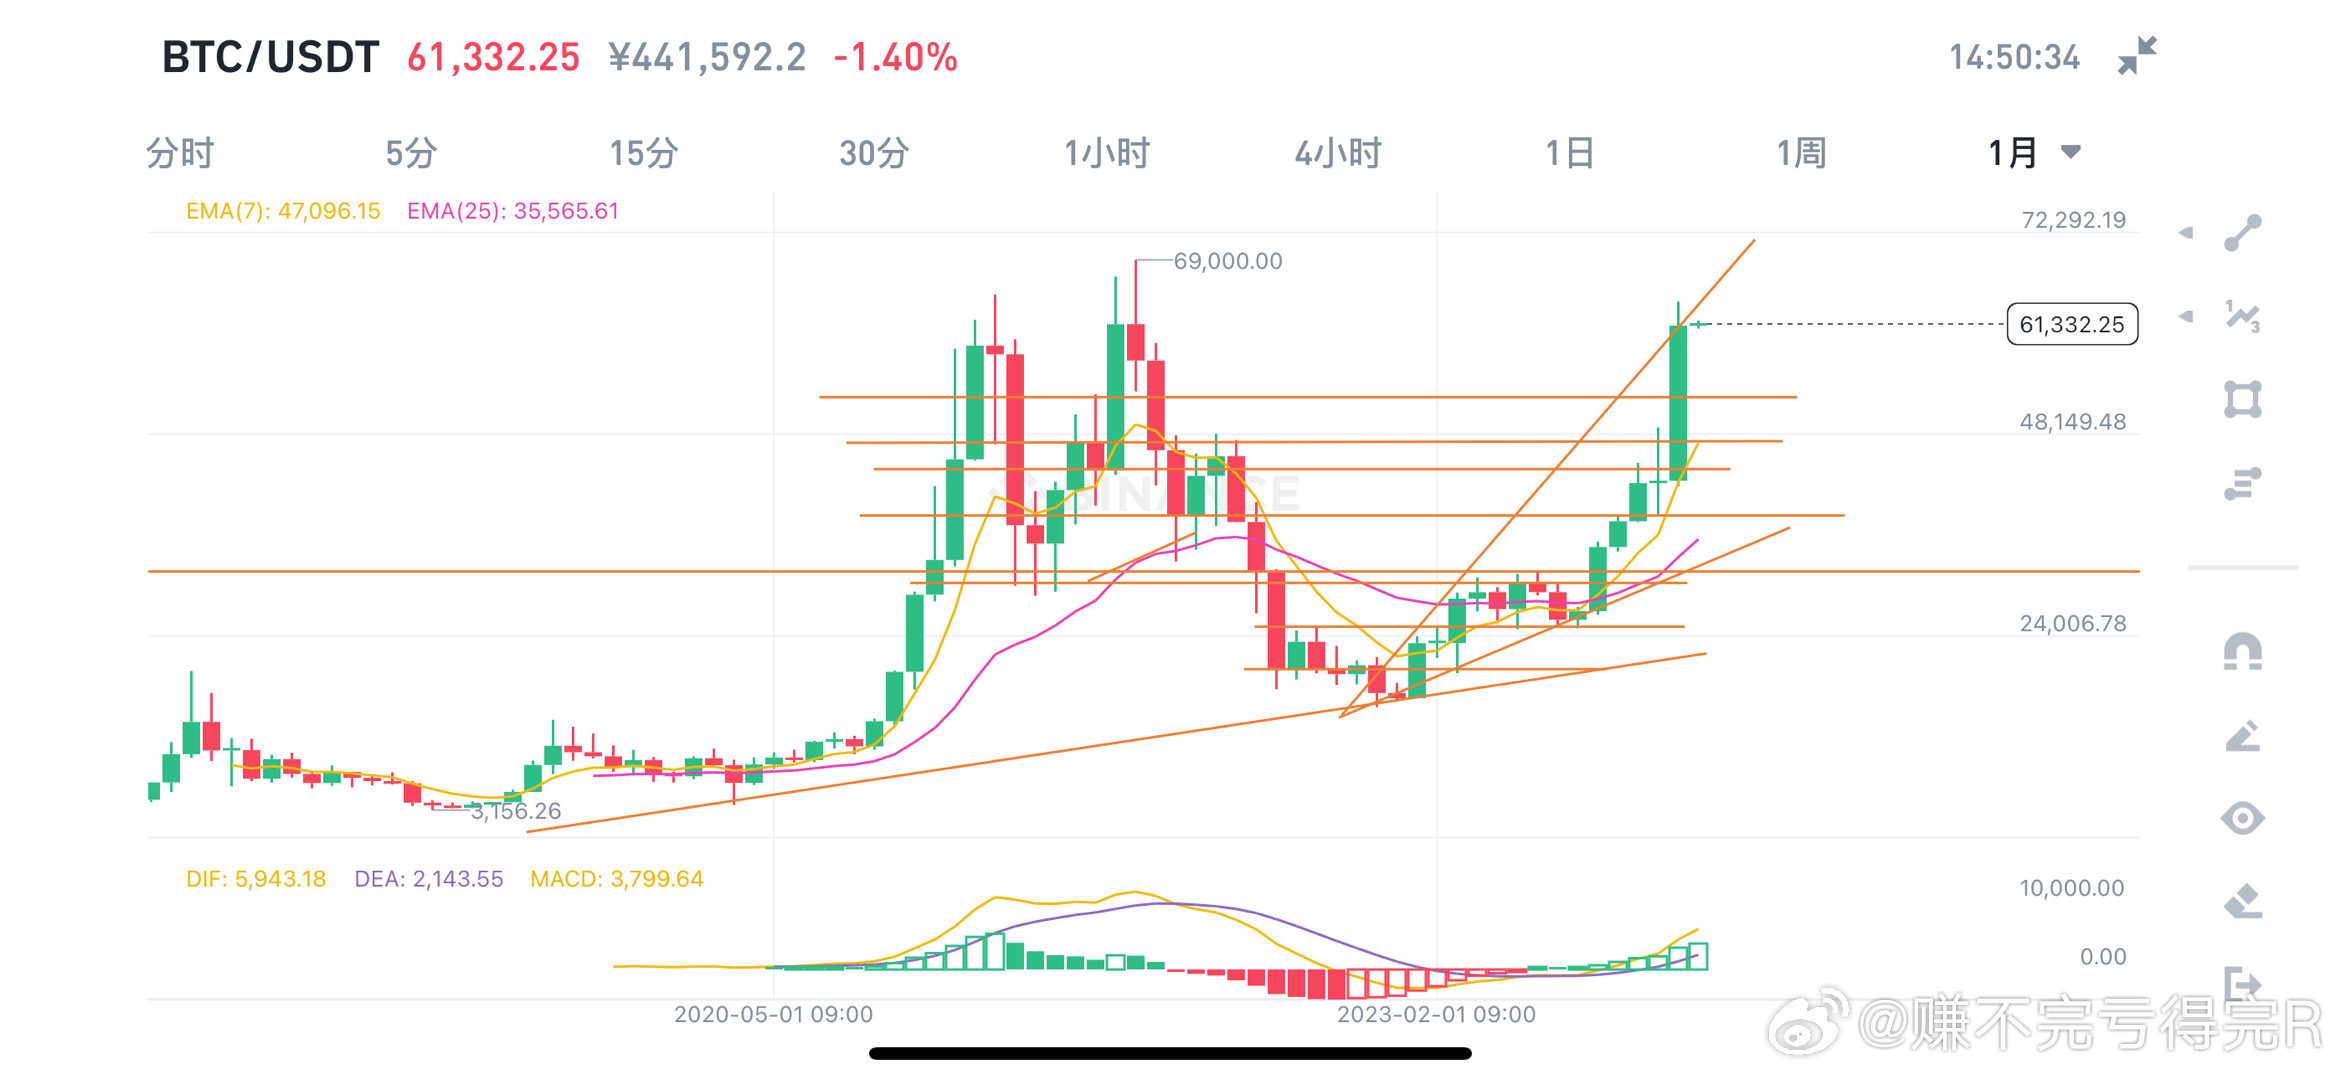 BTC/USDT 61,332.25 ¥441,592.2 -1.40% 14:50:34
分时 5分 15分 30分 1小时 4小时 1日 1周 1月
EMA(7): 47,096.15 EMA(25): 35,565.61
72,292.19
69,000.00
61,332.25
48,149.48
BINANCE
24,006.78
3,156.26
DIF: 5,943.18 DEA: 2,143.55 MACD: 3,799.64
10,000.00
0.00
2020-05-01 09:00 2023-02-01 09:00
@赚不完亏得完R